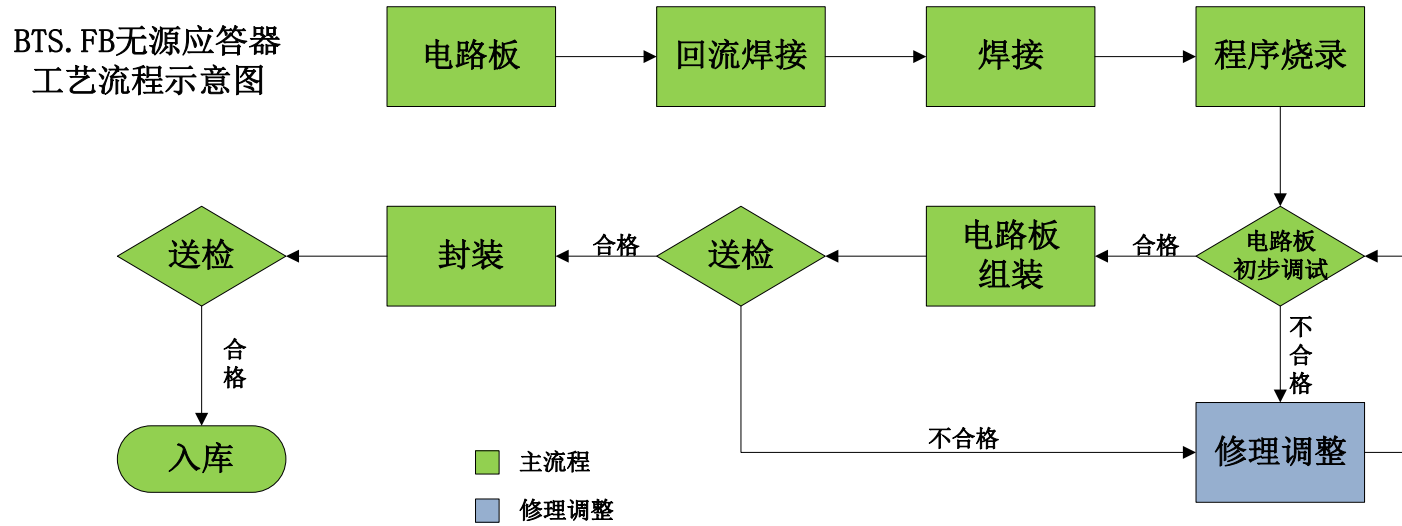 BTS.FB无源应答器
工艺流程示意图
电路板
回流焊接
焊接
程序烧录
送检
封装
合格
送检
电路板
组装
合格
电路板
初步调试
合格
不合格
不合格
入库
修理调整
主流程
修理调整